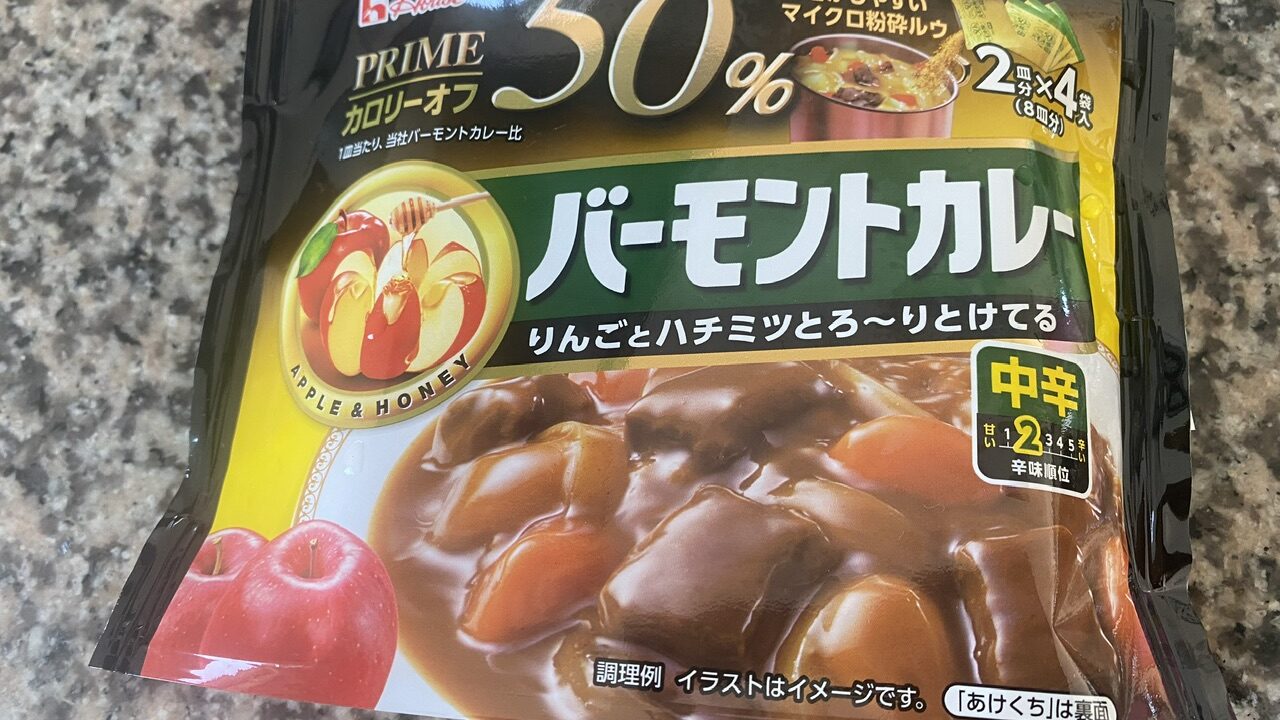 House
PRIME
カロリーオフ
50%
1皿当たり、当社バーモントカレー比
マイクロ粉砕ルウ
2皿分×4袋入
(8皿分)
バーモントカレー
りんごとハチミツとろ～りとけてる
APPLE & HONEY
中辛
甘い 1 2 3 4 5 辛い
辛味順位
調理例 イラストはイメージです。
「あけくち」は裏面